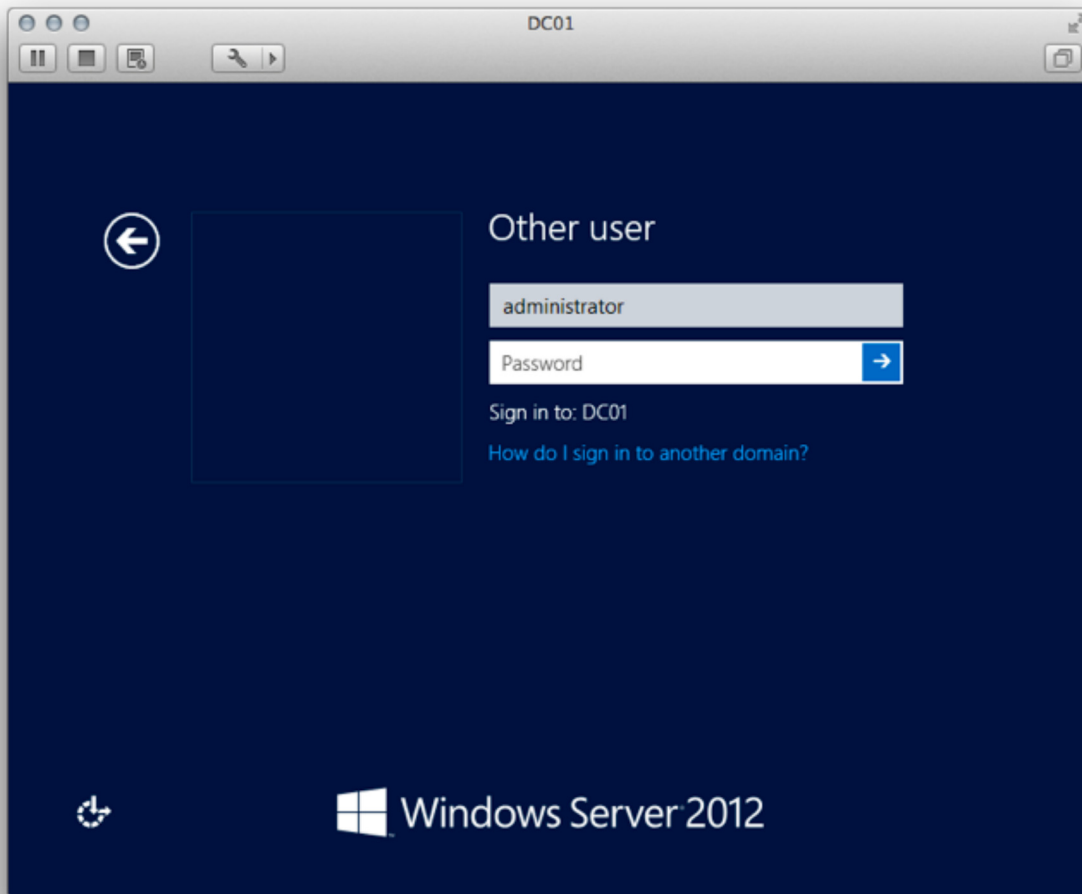 DC01
Other user
administrator
Password
Sign in to: DC01
How do I sign in to another domain?
Windows Server 2012